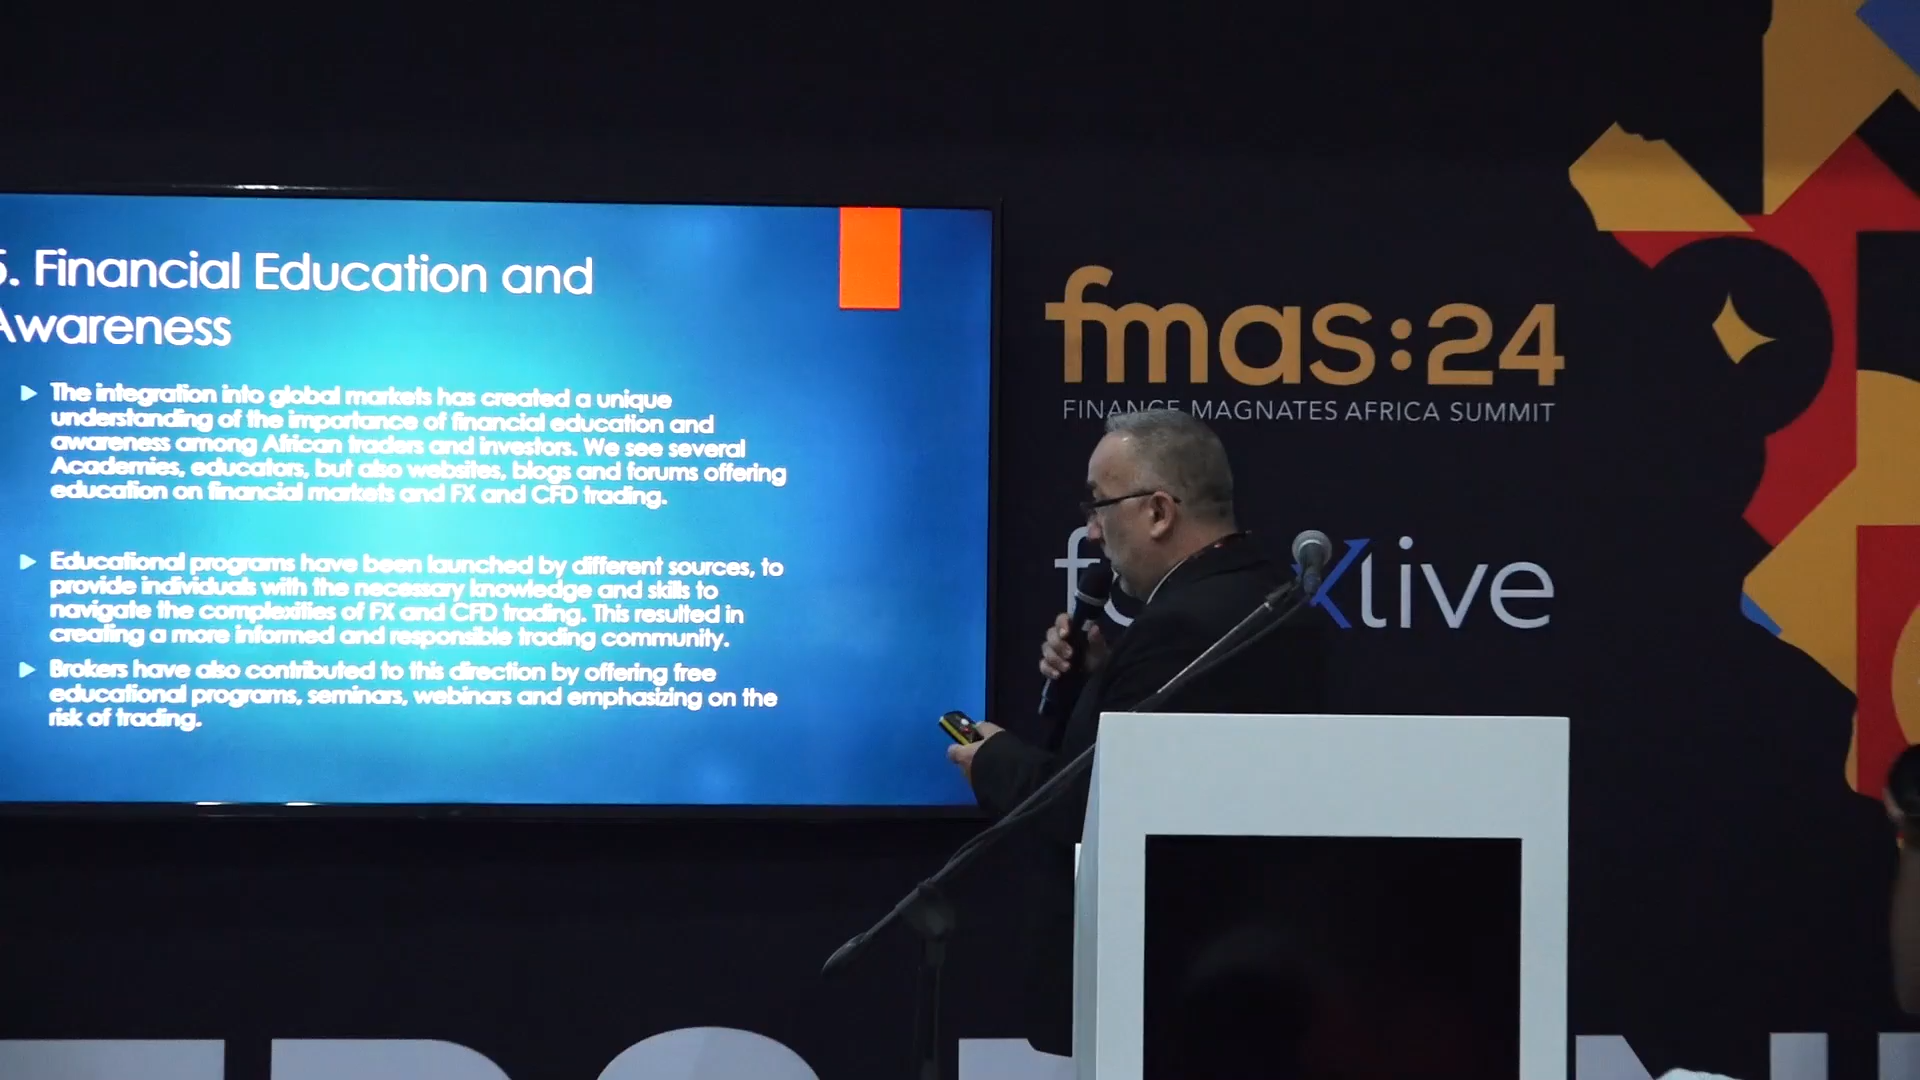 5. Financial Education and
Awareness
The integration into global markets has created a unique
understanding of the importance of financial education and
awareness among African traders and investors. We see several
Academies, educators, but also websites, blogs and forums offering
education on financial markets and FX and CFD trading.
Educational programs have been launched by different sources, to
provide individuals with the necessary knowledge and skills to
navigate the complexities of FX and CFD trading. This resulted in
creating a more informed and responsible trading community.
Brokers have also contributed to this direction by offering free
educational programs, seminars, webinars and emphasizing on the
risk of trading.
fmas:24
FINANCE MAGNATES AFRICA SUMMIT
live